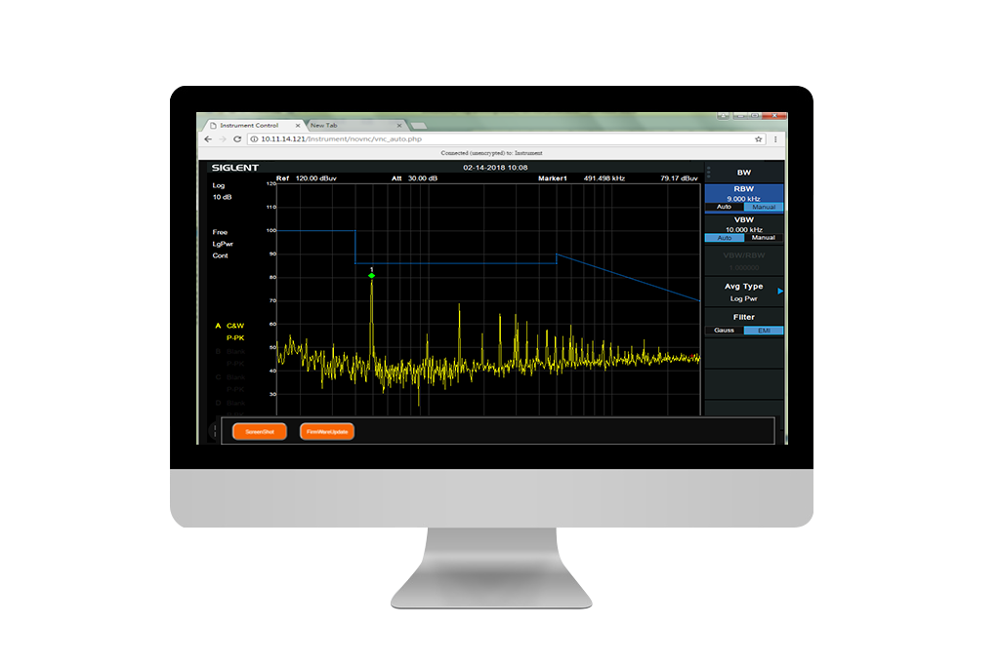 Instrument Control
New Tab
10.11.14.121/Instrument/novnc/vnc_auto.php
Connected (unencrypted) to: Instrument
SIGLENT
02-14-2018 10:08
BW
Log
10 dB
Ref 120.00 dBuv
Att 30.00 dB
Marker1 491.498 kHz 79.17 dBuv
120
110
100
90
80
70
60
50
40
30
1
Free
LgPwr
Cont
A C&W
P-PK
B Blank
P-PK
C Blank
P-PK
D Blank
RBW
9.000 kHz
Auto Manual
VBW
10.000 kHz
Auto Manual
VBW/RBW
1.000000
Avg Type
Log Pwr
Filter
Gauss EMI
ScreenShot
FirmWareUpdate